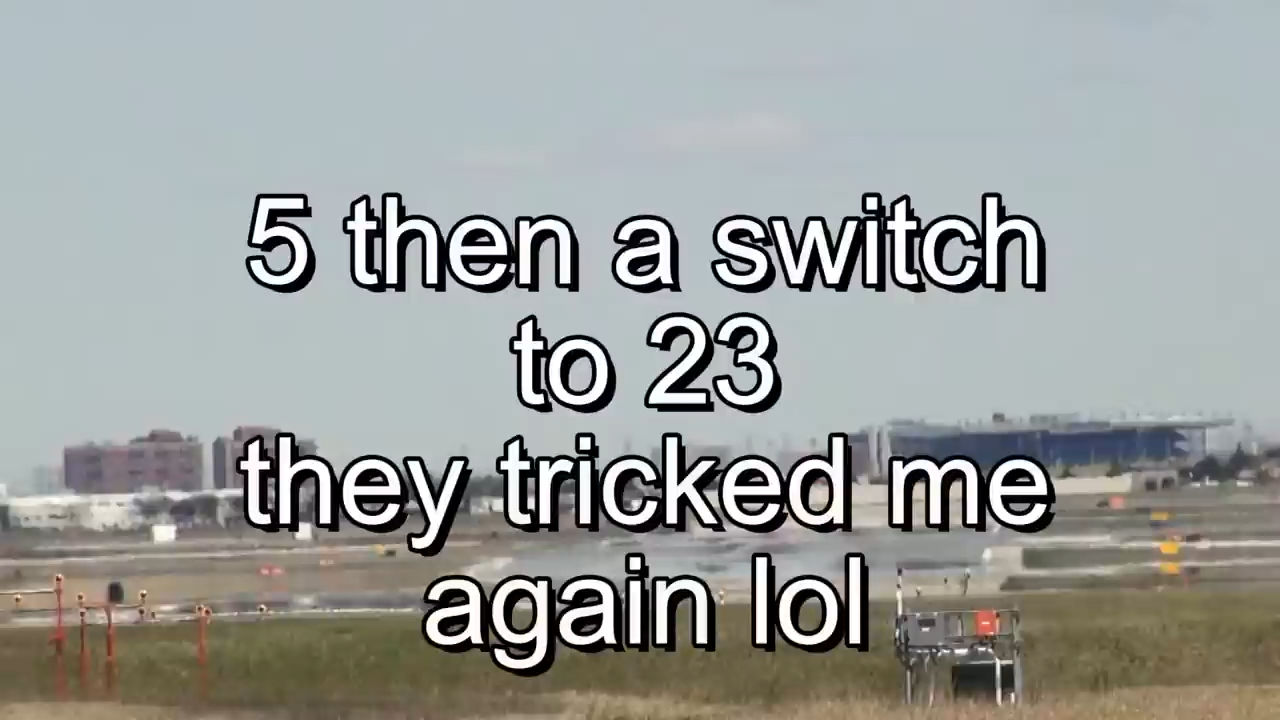 5 then a switch
to 23
they tricked me
again lol